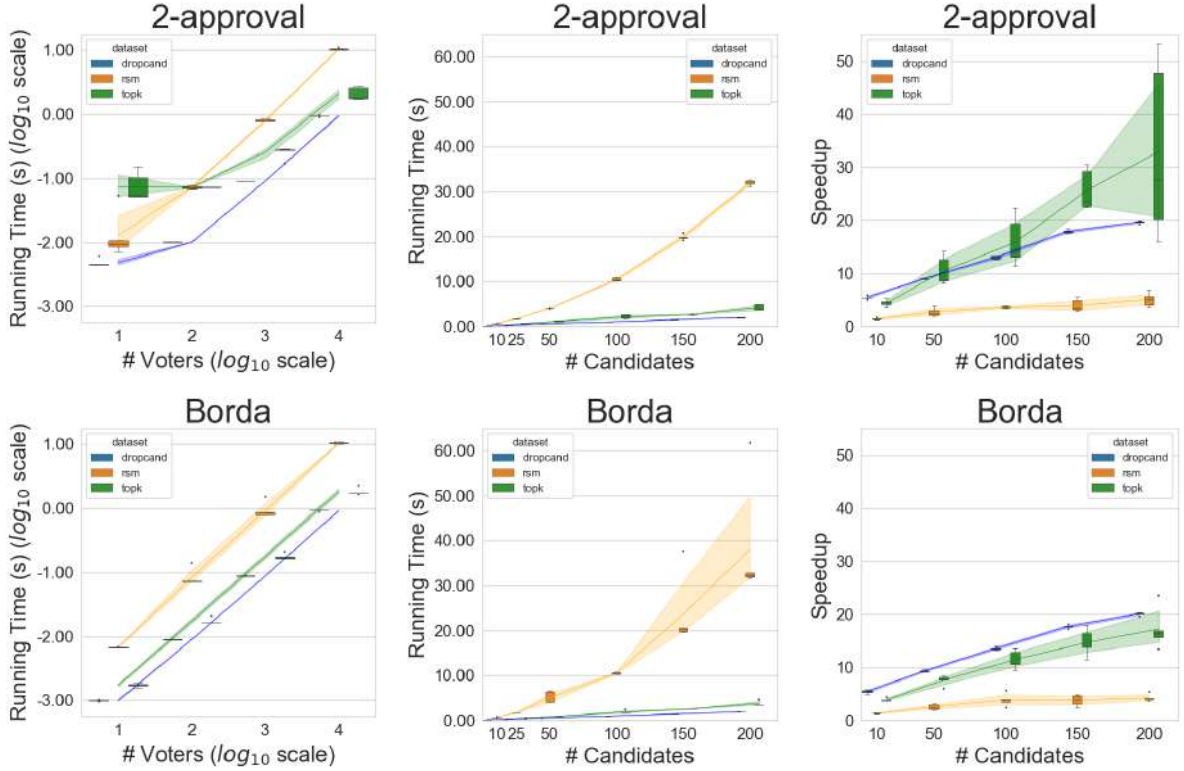 2-approval
Running Time (s) (log10 scale)
1.00
0.00
-1.00
-2.00
-3.00
dataset
dropcand
rsm
topk
1 2 3 4
# Voters (log10 scale)
2-approval
Running Time (s)
60.00
50.00
40.00
30.00
20.00
10.00
0.00
dataset
dropcand
rsm
topk
10 25 50 100 150 200
# Candidates
2-approval
Speedup
50
40
30
20
10
0
dataset
dropcand
rsm
topk
10 50 100 150 200
# Candidates
Borda
Running Time (s) (log10 scale)
1.00
0.00
-1.00
-2.00
-3.00
dataset
dropcand
rsm
topk
1 2 3 4
# Voters (log10 scale)
Borda
Running Time (s)
60.00
50.00
40.00
30.00
20.00
10.00
0.00
dataset
dropcand
rsm
topk
10 25 50 100 150 200
# Candidates
Borda
Speedup
50
40
30
20
10
0
dataset
dropcand
rsm
topk
10 50 100 150 200
# Candidates